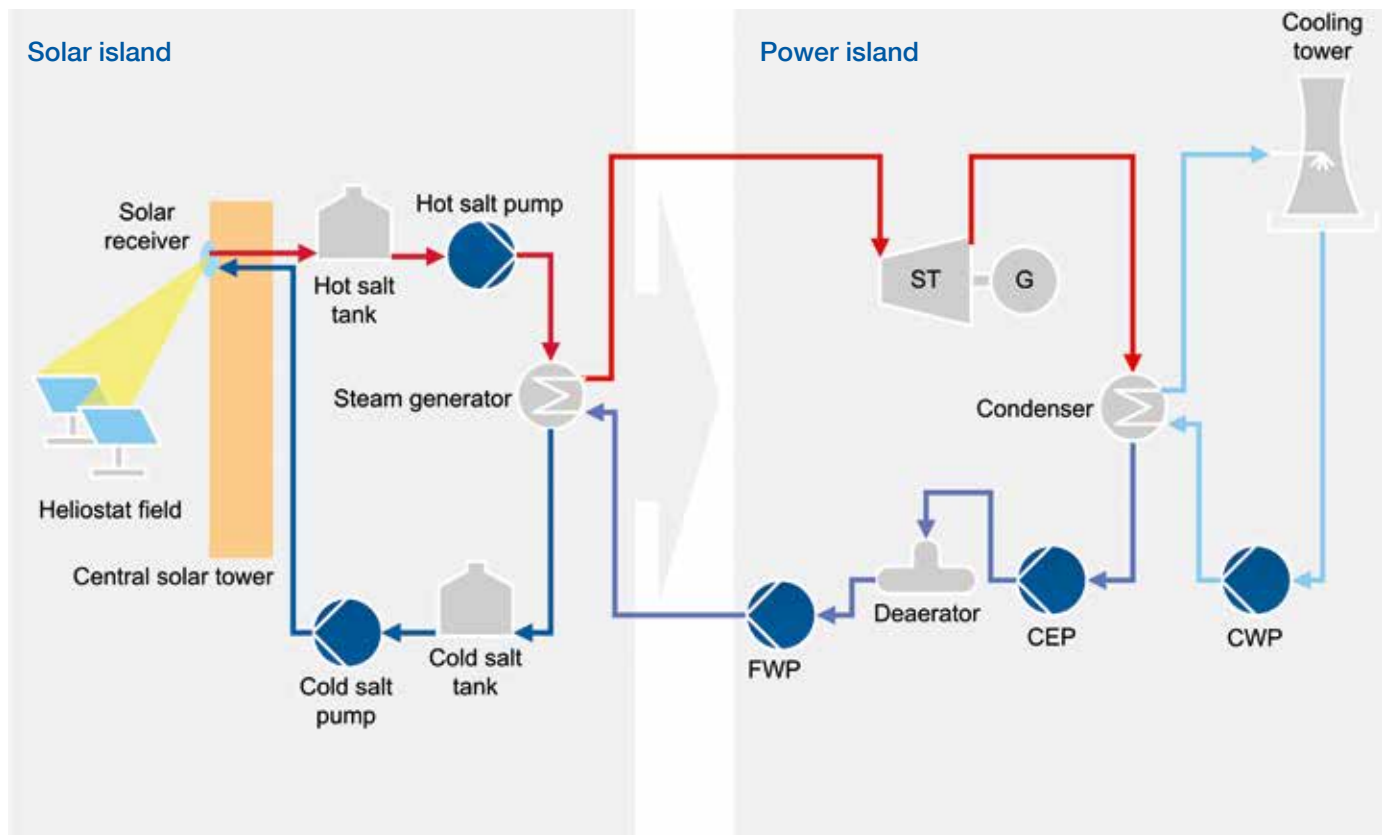 Solar island
Power island
Cooling
tower
Solar
receiver
Hot salt pump
Hot salt
tank
ST
G
Steam generator
Condenser
Heliostat field
Central solar tower
Deaerator
CEP
CWP
FWP
Cold salt
tank
Cold salt
pump